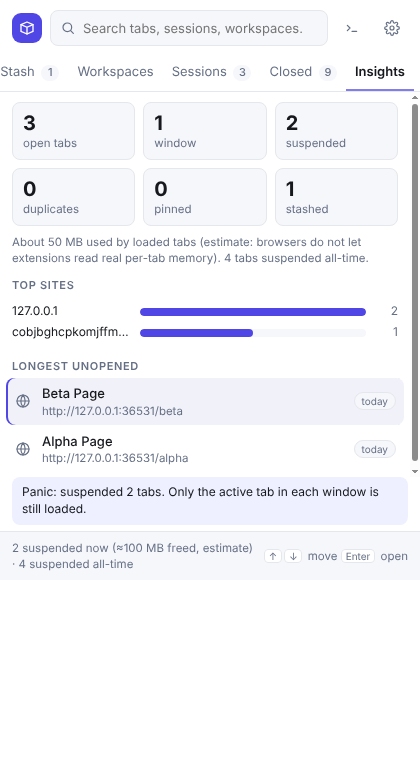 Search tabs, sessions, workspaces.
Stash 1 Workspaces Sessions 3 Closed 9 Insights
3 1 2
open tabs window suspended
0 0 1
duplicates pinned stashed
About 50 MB used by loaded tabs (estimate: browsers do not let
extensions read real per-tab memory). 4 tabs suspended all-time.
TOP SITES
127.0.0.1 2
cobjbghcpkomjffm... 1
LONGEST UNOPENED
Beta Page
http://127.0.0.1:36531/beta today
Alpha Page
http://127.0.0.1:36531/alpha today
Panic: suspended 2 tabs. Only the active tab in each window is
still loaded.
2 suspended now (≈100 MB freed, estimate)
· 4 suspended all-time
↑ ↓ move Enter open